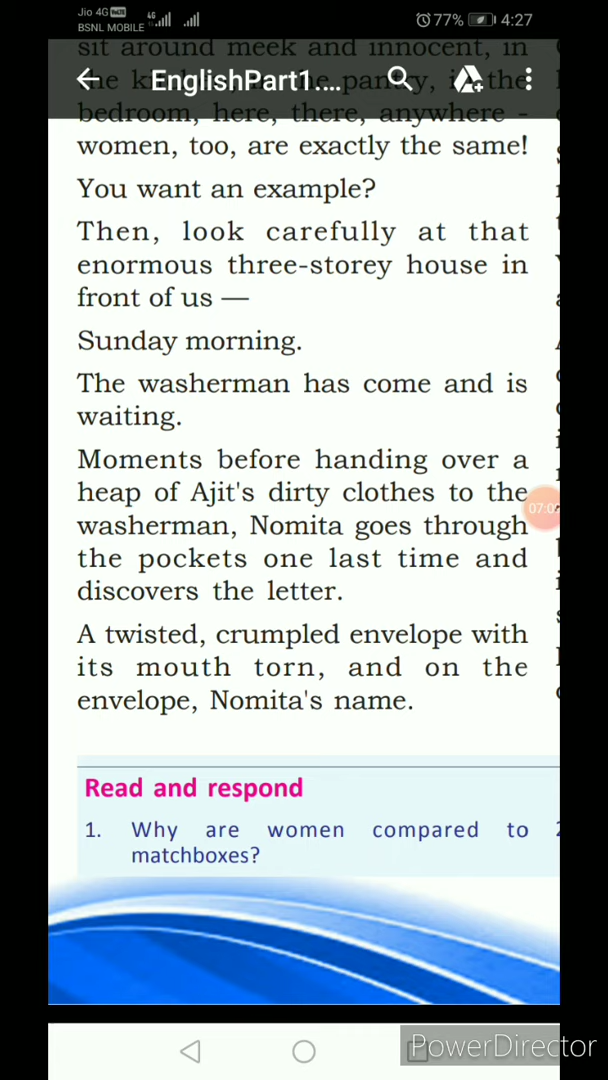 Jio 4G VoLTE
4G
77%
4:27
BSNL MOBILE
sit around meek and innocent, in
EnglishPart1....
bedroom, here, there, anywhere -
women, too, are exactly the same!
You want an example?
Then, look carefully at that
enormous three-storey house in
front of us —
Sunday morning.
The washerman has come and is
waiting.
Moments before handing over a
heap of Ajit's dirty clothes to the
07:0
washerman, Nomita goes through
the pockets one last time and
discovers the letter.
A twisted, crumpled envelope with
its mouth torn, and on the
envelope, Nomita's name.
Read and respond
1. Why are women compared to
matchboxes?
PowerDirector